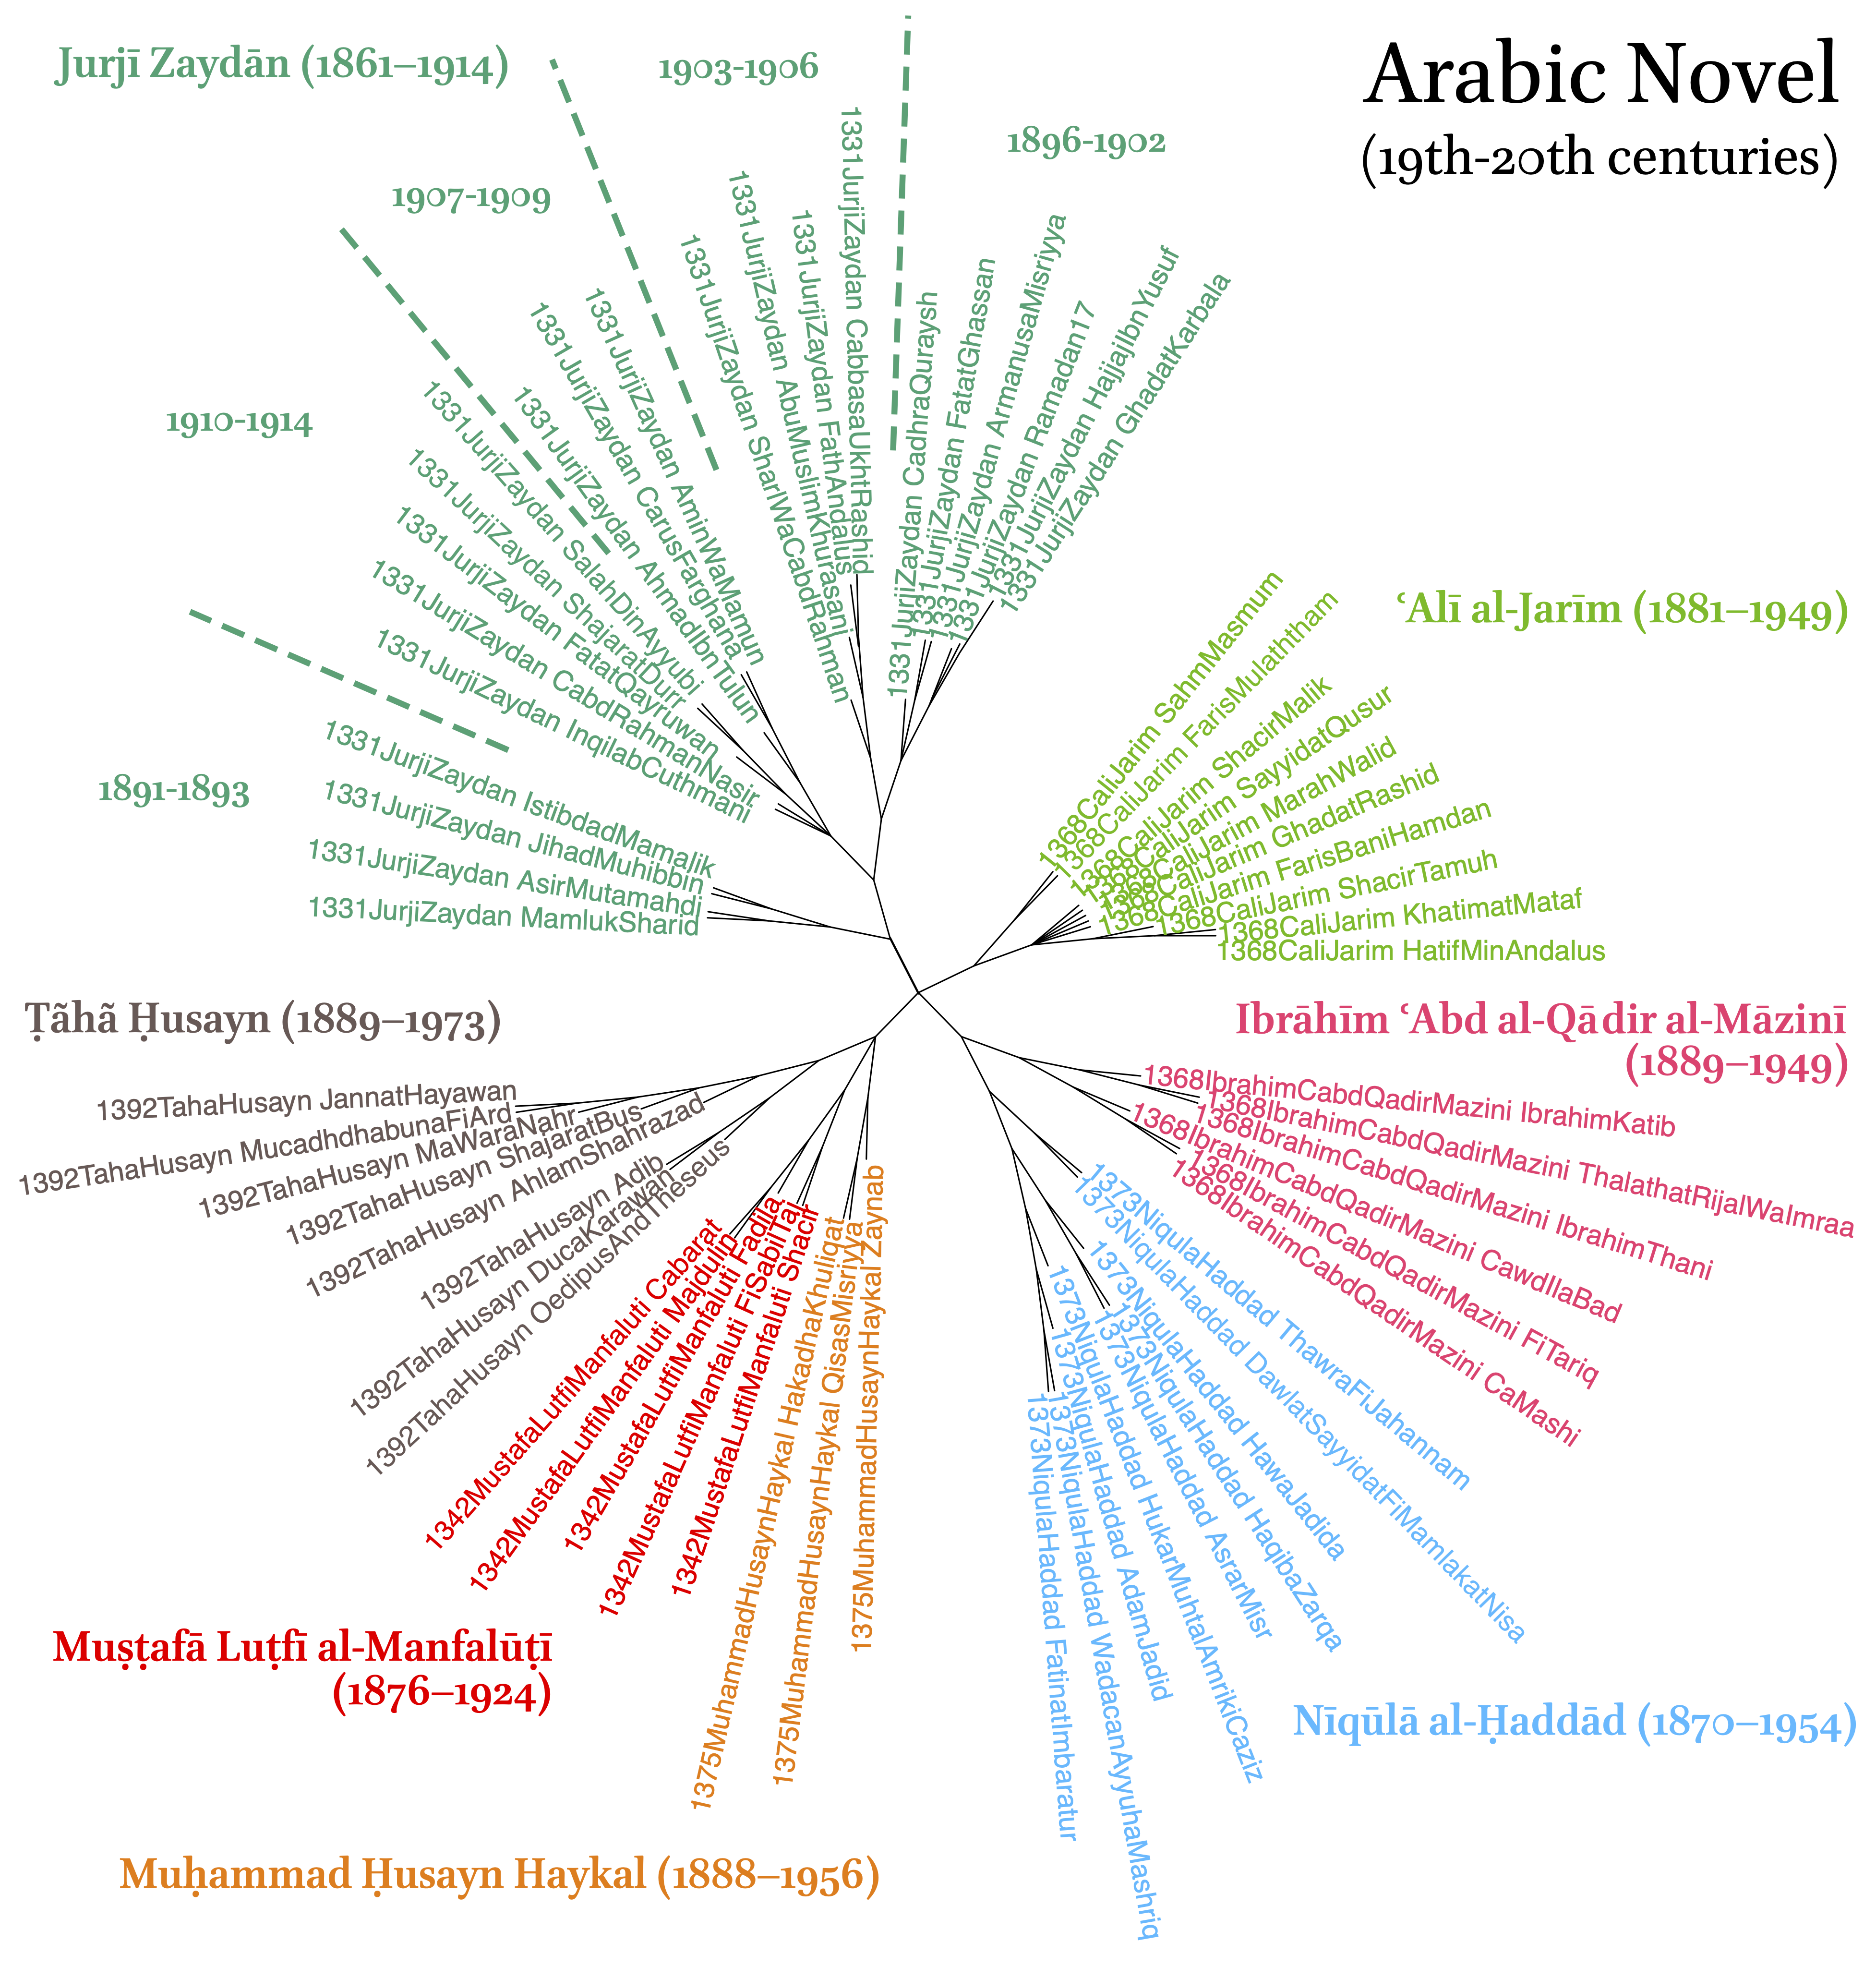 Arabic Novel
(19th-20th centuries)
Jurjī Zaydān (1861–1914)
1903-1906
1896-1902
1907-1909
1910-1914
1891-1893
1331JurjiZaydan MamlukSharid
1331JurjiZaydan AsirMutamahdi
1331JurjiZaydan JihadMuhibbin
1331JurjiZaydan IstibdadMamalik
1331JurjiZaydan InqilabCuthmani
1331JurjiZaydan CabdRahmanNasir
1331JurjiZaydan FatatQayruwan
1331JurjiZaydan ShajaratDurr
1331JurjiZaydan SalahDinAyyubi
1331JurjiZaydan AhmadIbnTulun
1331JurjiZaydan CarusFarghana
1331JurjiZaydan AminWaMamun
1331JurjiZaydan SharlWaCabdRahman
1331JurjiZaydan AbuMuslimKhurasani
1331JurjiZaydan FathAndalus
1331JurjiZaydan CabbasaUkhtRashid
1331JurjiZaydan CadhraQuraysh
1331JurjiZaydan FatatGhassan
1331JurjiZaydan ArmanusaMisriyya
1331JurjiZaydan Ramadan17
1331JurjiZaydan HajjajIbnYusuf
1331JurjiZaydan GhadatKarbala
ʿAlī al-Jarīm (1881–1949)
1368CaliJarim SahmMasmum
1368CaliJarim FarisMulaththam
1368CaliJarim ShacirMalik
1368CaliJarim SayyidatQusur
1368CaliJarim MarahWalid
1368CaliJarim GhadatRashid
1368CaliJarim FarisBaniHamdan
1368CaliJarim ShacirTamuh
1368CaliJarim KhatimatMataf
1368CaliJarim HatifMinAndalus
Ibrāhīm ʿAbd al-Qādir al-Māzinī
(1889–1949)
1368IbrahimCabdQadirMazini IbrahimKatib
1368IbrahimCabdQadirMazini ThalathatRijalWaImraa
1368IbrahimCabdQadirMazini IbrahimThani
1368IbrahimCabdQadirMazini CawdIlaBad
1368IbrahimCabdQadirMazini FiTariq
1368IbrahimCabdQadirMazini CaMashi
1373NiqulaHaddad ThawraFiJahannam
1373NiqulaHaddad DawlatSayyidatFiMamlakatNisa
1373NiqulaHaddad HawaJadida
1373NiqulaHaddad HaqibaZarqa
1373NiqulaHaddad AsrarMisr
1373NiqulaHaddad HukarMuhtalAmrikiCaziz
1373NiqulaHaddad AdamJadid
1373NiqulaHaddad WadacanAyyuhaMashriq
1373NiqulaHaddad FatinatImbaratur
Nīqūlā al-Ḥaddād (1870–1954)
Ṭãhã Ḥusayn (1889–1973)
1392TahaHusayn JannatHayawan
1392TahaHusayn MucadhdhabunaFiArd
1392TahaHusayn MaWaraNahr
1392TahaHusayn ShajaratBus
1392TahaHusayn AhlamShahrazad
1392TahaHusayn Adib
1392TahaHusayn DucaKarawan
1392TahaHusayn OedipusAndTheseus
1342MustafaLutfiManfaluti Cabarat
1342MustafaLutfiManfaluti Majdulin
1342MustafaLutfiManfaluti Fadila
1342MustafaLutfiManfaluti FiSabilTaj
1342MustafaLutfiManfaluti Shacir
Muṣṭafā Luṭfī al-Manfalūṭī
(1876–1924)
1375MuhammadHusaynHaykal HakadhaKhuliqat
1375MuhammadHusaynHaykal QisasMisriyya
1375MuhammadHusaynHaykal Zaynab
Muḥammad Ḥusayn Haykal (1888–1956)